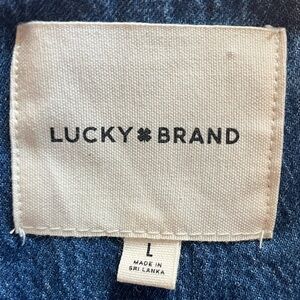 LUCKY BRAND
L
MADE IN
SRI LANKA